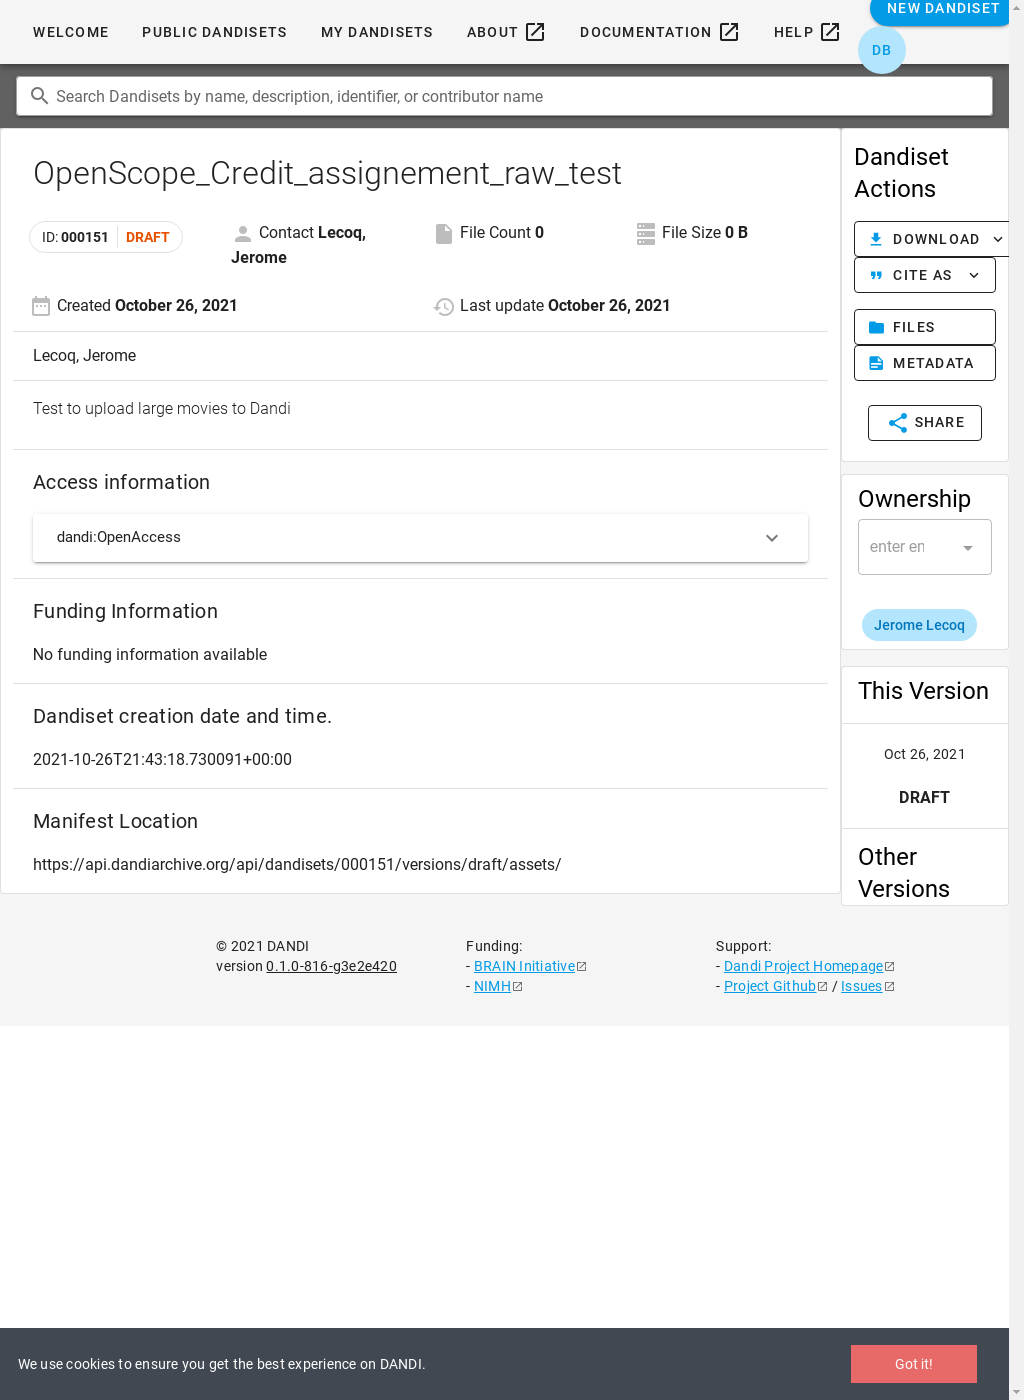 WELCOME
PUBLIC DANDISETS
MY DANDISETS
ABOUT
DOCUMENTATION
HELP
NEW DANDISET
DB
Search Dandisets by name, description, identifier, or contributor name
OpenScope_Credit_assignement_raw_test
ID: 000151 DRAFT
Contact Lecoq,
Jerome
File Count 0
File Size 0 B
Created October 26, 2021
Last update October 26, 2021
Lecoq, Jerome
Test to upload large movies to Dandi
Access information
dandi:OpenAccess
Funding Information
No funding information available
Dandiset creation date and time.
2021-10-26T21:43:18.730091+00:00
Manifest Location
https://api.dandiarchive.org/api/dandisets/000151/versions/draft/assets/
Dandiset
Actions
DOWNLOAD
CITE AS
FILES
METADATA
SHARE
Ownership
enter en
Jerome Lecoq
This Version
Oct 26, 2021
DRAFT
Other
Versions
© 2021 DANDI
version 0.1.0-816-g3e2e420
Funding:
- BRAIN Initiative
- NIMH
Support:
- Dandi Project Homepage
- Project Github / Issues
We use cookies to ensure you get the best experience on DANDI.
Got it!